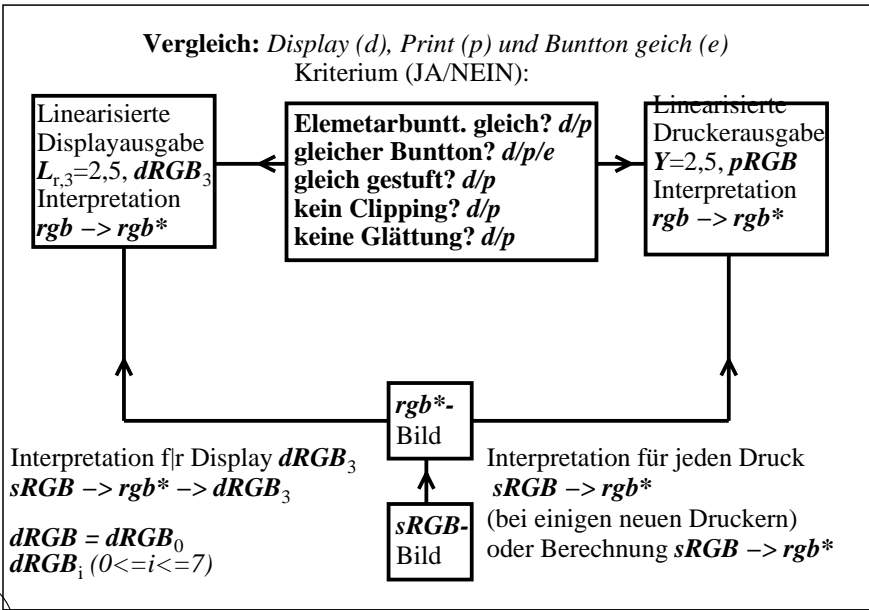 Vergleich: Display (d), Print (p) und Buntton geich (e)
Kriterium (JA/NEIN):
Linearisierte
Displayausgabe
Lr,3=2,5, dRGB3
Interpretation
rgb −> rgb*
Elemetarbuntt. gleich? d/p
gleicher Buntton? d/p/e
gleich gestuft? d/p
kein Clipping? d/p
keine Glättung? d/p
Linearisierte
Druckerausgabe
Y=2,5, pRGB
Interpretation
rgb −> rgb*
rgb*-
Bild
Interpretation f|r Display dRGB3
sRGB −> rgb* −> dRGB3
dRGB = dRGB0
dRGBi (0<=i<=7)
sRGB-
Bild
Interpretation für jeden Druck
sRGB −> rgb*
(bei einigen neuen Druckern)
oder Berechnung sRGB −> rgb*